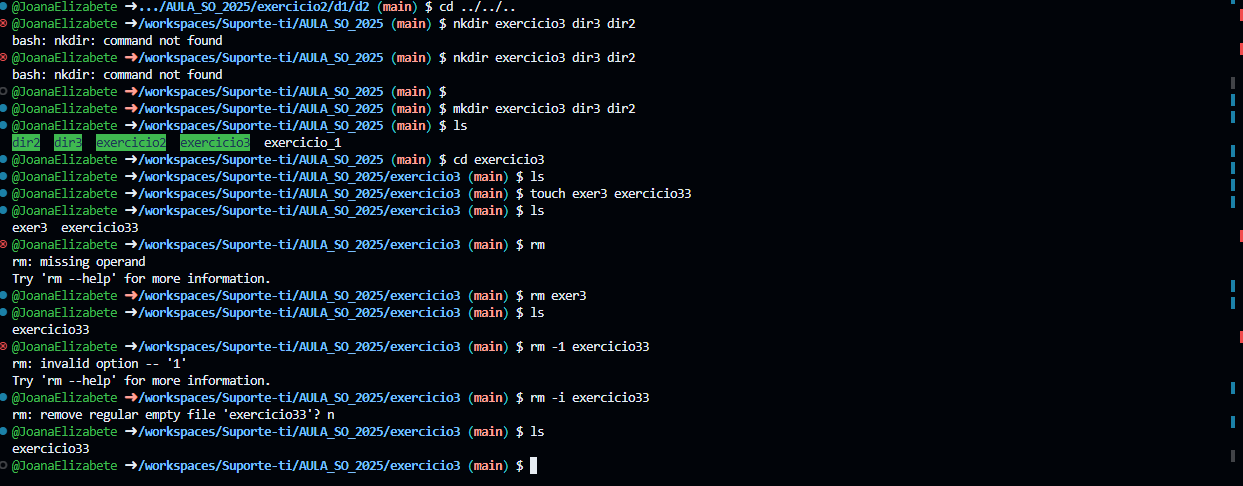 @JoanaElizabete ➜.../AULA_SO_2025/exercicio2/d1/d2 (main) $ cd ../../..
@JoanaElizabete ➜/workspaces/Suporte-ti/AULA_SO_2025 (main) $ nkdir exercicio3 dir3 dir2
bash: nkdir: command not found
@JoanaElizabete ➜/workspaces/Suporte-ti/AULA_SO_2025 (main) $ nkdir exercicio3 dir3 dir2
bash: nkdir: command not found
@JoanaElizabete ➜/workspaces/Suporte-ti/AULA_SO_2025 (main) $
@JoanaElizabete ➜/workspaces/Suporte-ti/AULA_SO_2025 (main) $ mkdir exercicio3 dir3 dir2
@JoanaElizabete ➜/workspaces/Suporte-ti/AULA_SO_2025 (main) $ ls
dir2 dir3 exercicio2 exercicio3 exercicio_1
@JoanaElizabete ➜/workspaces/Suporte-ti/AULA_SO_2025 (main) $ cd exercicio3
@JoanaElizabete ➜/workspaces/Suporte-ti/AULA_SO_2025/exercicio3 (main) $ ls
@JoanaElizabete ➜/workspaces/Suporte-ti/AULA_SO_2025/exercicio3 (main) $ touch exer3 exercicio33
@JoanaElizabete ➜/workspaces/Suporte-ti/AULA_SO_2025/exercicio3 (main) $ ls
exer3 exercicio33
@JoanaElizabete ➜/workspaces/Suporte-ti/AULA_SO_2025/exercicio3 (main) $ rm
rm: missing operand
Try 'rm --help' for more information.
@JoanaElizabete ➜/workspaces/Suporte-ti/AULA_SO_2025/exercicio3 (main) $ rm exer3
@JoanaElizabete ➜/workspaces/Suporte-ti/AULA_SO_2025/exercicio3 (main) $ ls
exercicio33
@JoanaElizabete ➜/workspaces/Suporte-ti/AULA_SO_2025/exercicio3 (main) $ rm -1 exercicio33
rm: invalid option -- '1'
Try 'rm --help' for more information.
@JoanaElizabete ➜/workspaces/Suporte-ti/AULA_SO_2025/exercicio3 (main) $ rm -i exercicio33
rm: remove regular empty file 'exercicio33'? n
@JoanaElizabete ➜/workspaces/Suporte-ti/AULA_SO_2025/exercicio3 (main) $ ls
exercicio33
@JoanaElizabete ➜/workspaces/Suporte-ti/AULA_SO_2025/exercicio3 (main) $